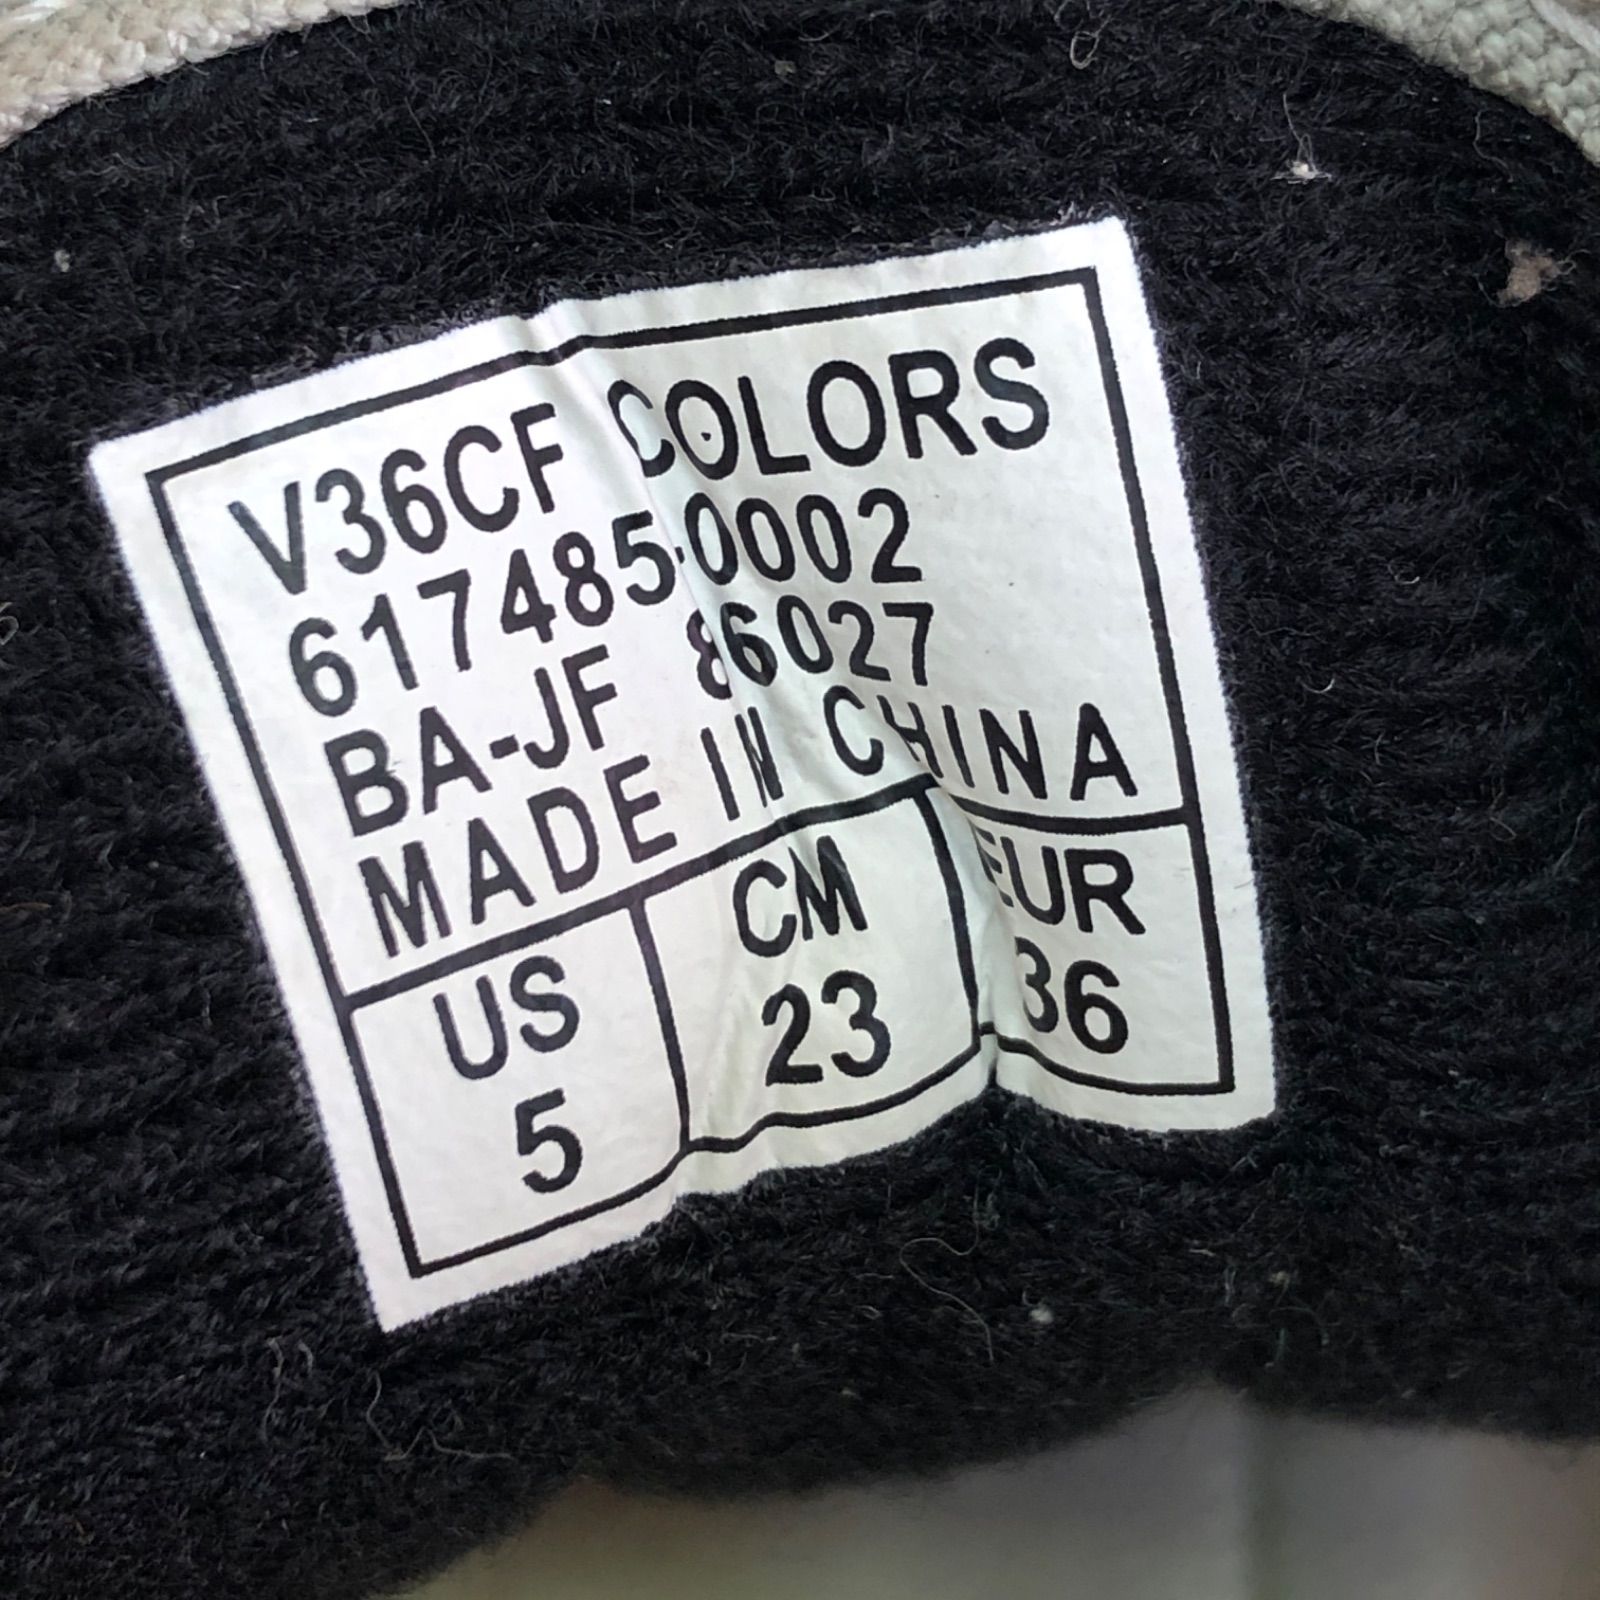 V36CF COLORS
617485-0002
BA-JF 86027
MADE IN CHINA
US CM EUR
5 23 36